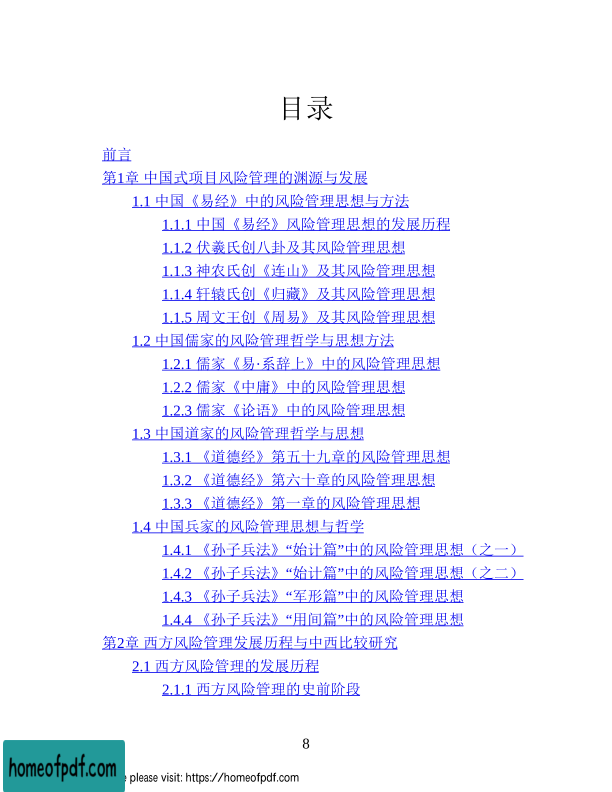 目录
前言
第1章 中国式项目风险管理的渊源与发展
1.1 中国《易经》中的风险管理思想与方法
1.1.1 中国《易经》风险管理思想的发展历程
1.1.2 伏羲氏创八卦及其风险管理思想
1.1.3 神农氏创《连山》及其风险管理思想
1.1.4 轩辕氏创《归藏》及其风险管理思想
1.1.5 周文王创《周易》及其风险管理思想
1.2 中国儒家的风险管理哲学与思想方法
1.2.1 儒家《易·系辞上》中的风险管理思想
1.2.2 儒家《中庸》中的风险管理思想
1.2.3 儒家《论语》中的风险管理思想
1.3 中国道家的风险管理哲学与思想
1.3.1 《道德经》第五十九章的风险管理思想
1.3.2 《道德经》第六十章的风险管理思想
1.3.3 《道德经》第一章的风险管理思想
1.4 中国兵家的风险管理思想与哲学
1.4.1 《孙子兵法》“始计篇”中的风险管理思想（之一）
1.4.2 《孙子兵法》“始计篇”中的风险管理思想（之二）
1.4.3 《孙子兵法》“军形篇”中的风险管理思想
1.4.4 《孙子兵法》“用间篇”中的风险管理思想
第2章 西方风险管理发展历程与中西比较研究
2.1 西方风险管理的发展历程
2.1.1 西方风险管理的史前阶段
8
homeofpdf.com
please visit: https://homeofpdf.com